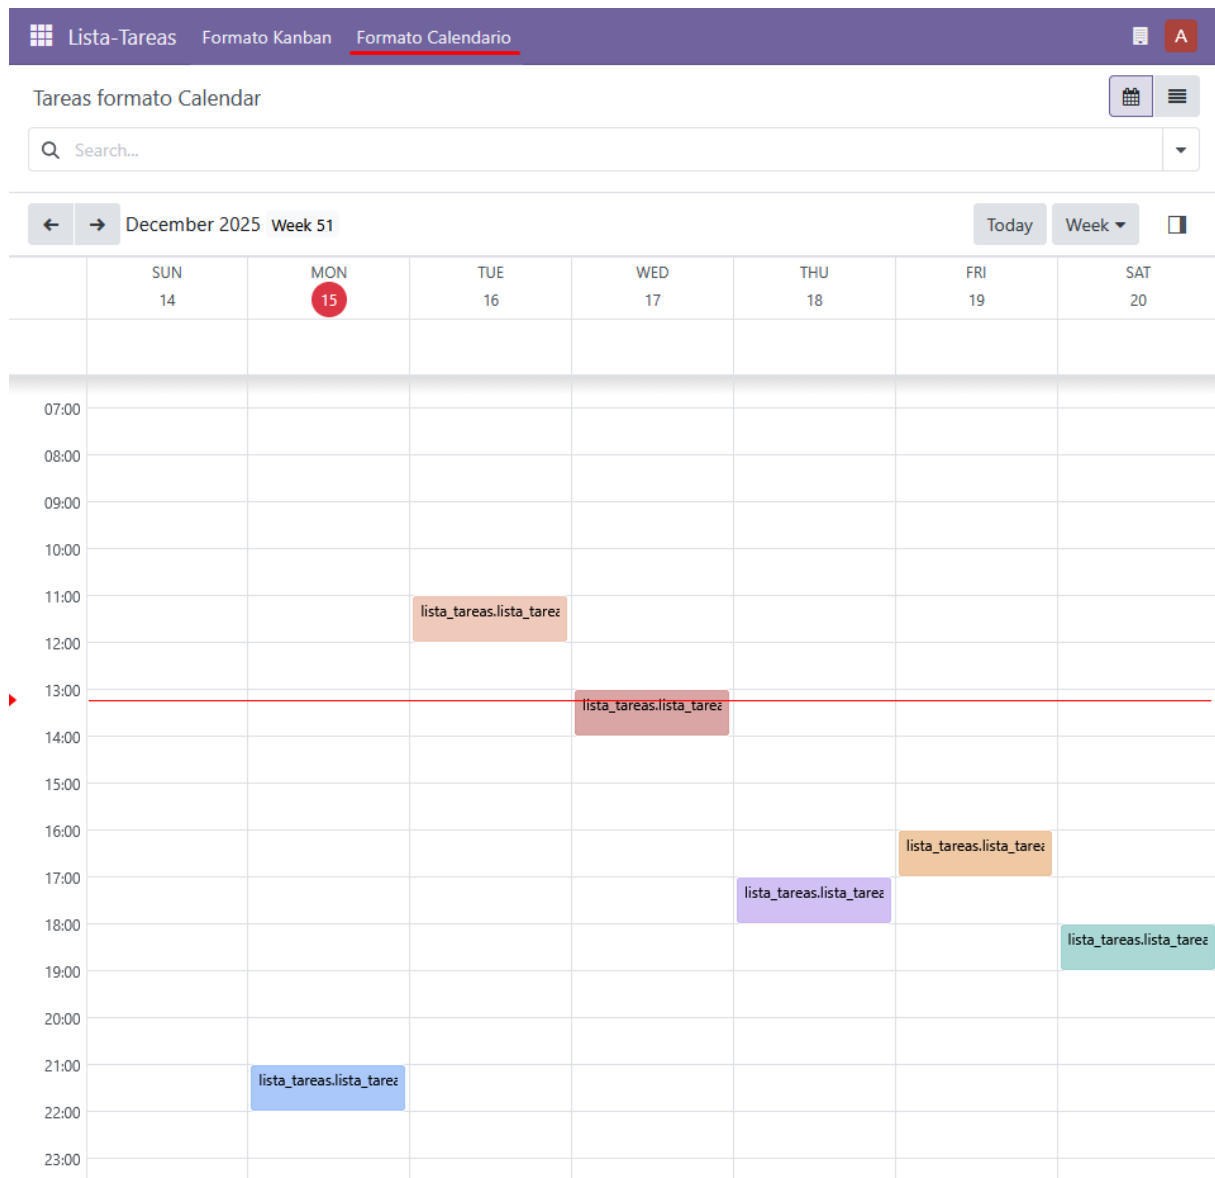 Lista-Tareas Formato Kanban Formato Calendario A
Tareas formato Calendar
Search...
December 2025 Week 51 Today Week
SUN MON TUE WED THU FRI SAT
14 15 16 17 18 19 20
07:00
08:00
09:00
10:00
11:00
lista_tareas.lista_tarea
12:00
13:00
lista_tareas.lista_tarea
14:00
15:00
16:00
lista_tareas.lista_tarea
17:00
lista_tareas.lista_tarea
18:00
lista_tareas.lista_tarea
19:00
20:00
21:00
lista_tareas.lista_tarea
22:00
23:00